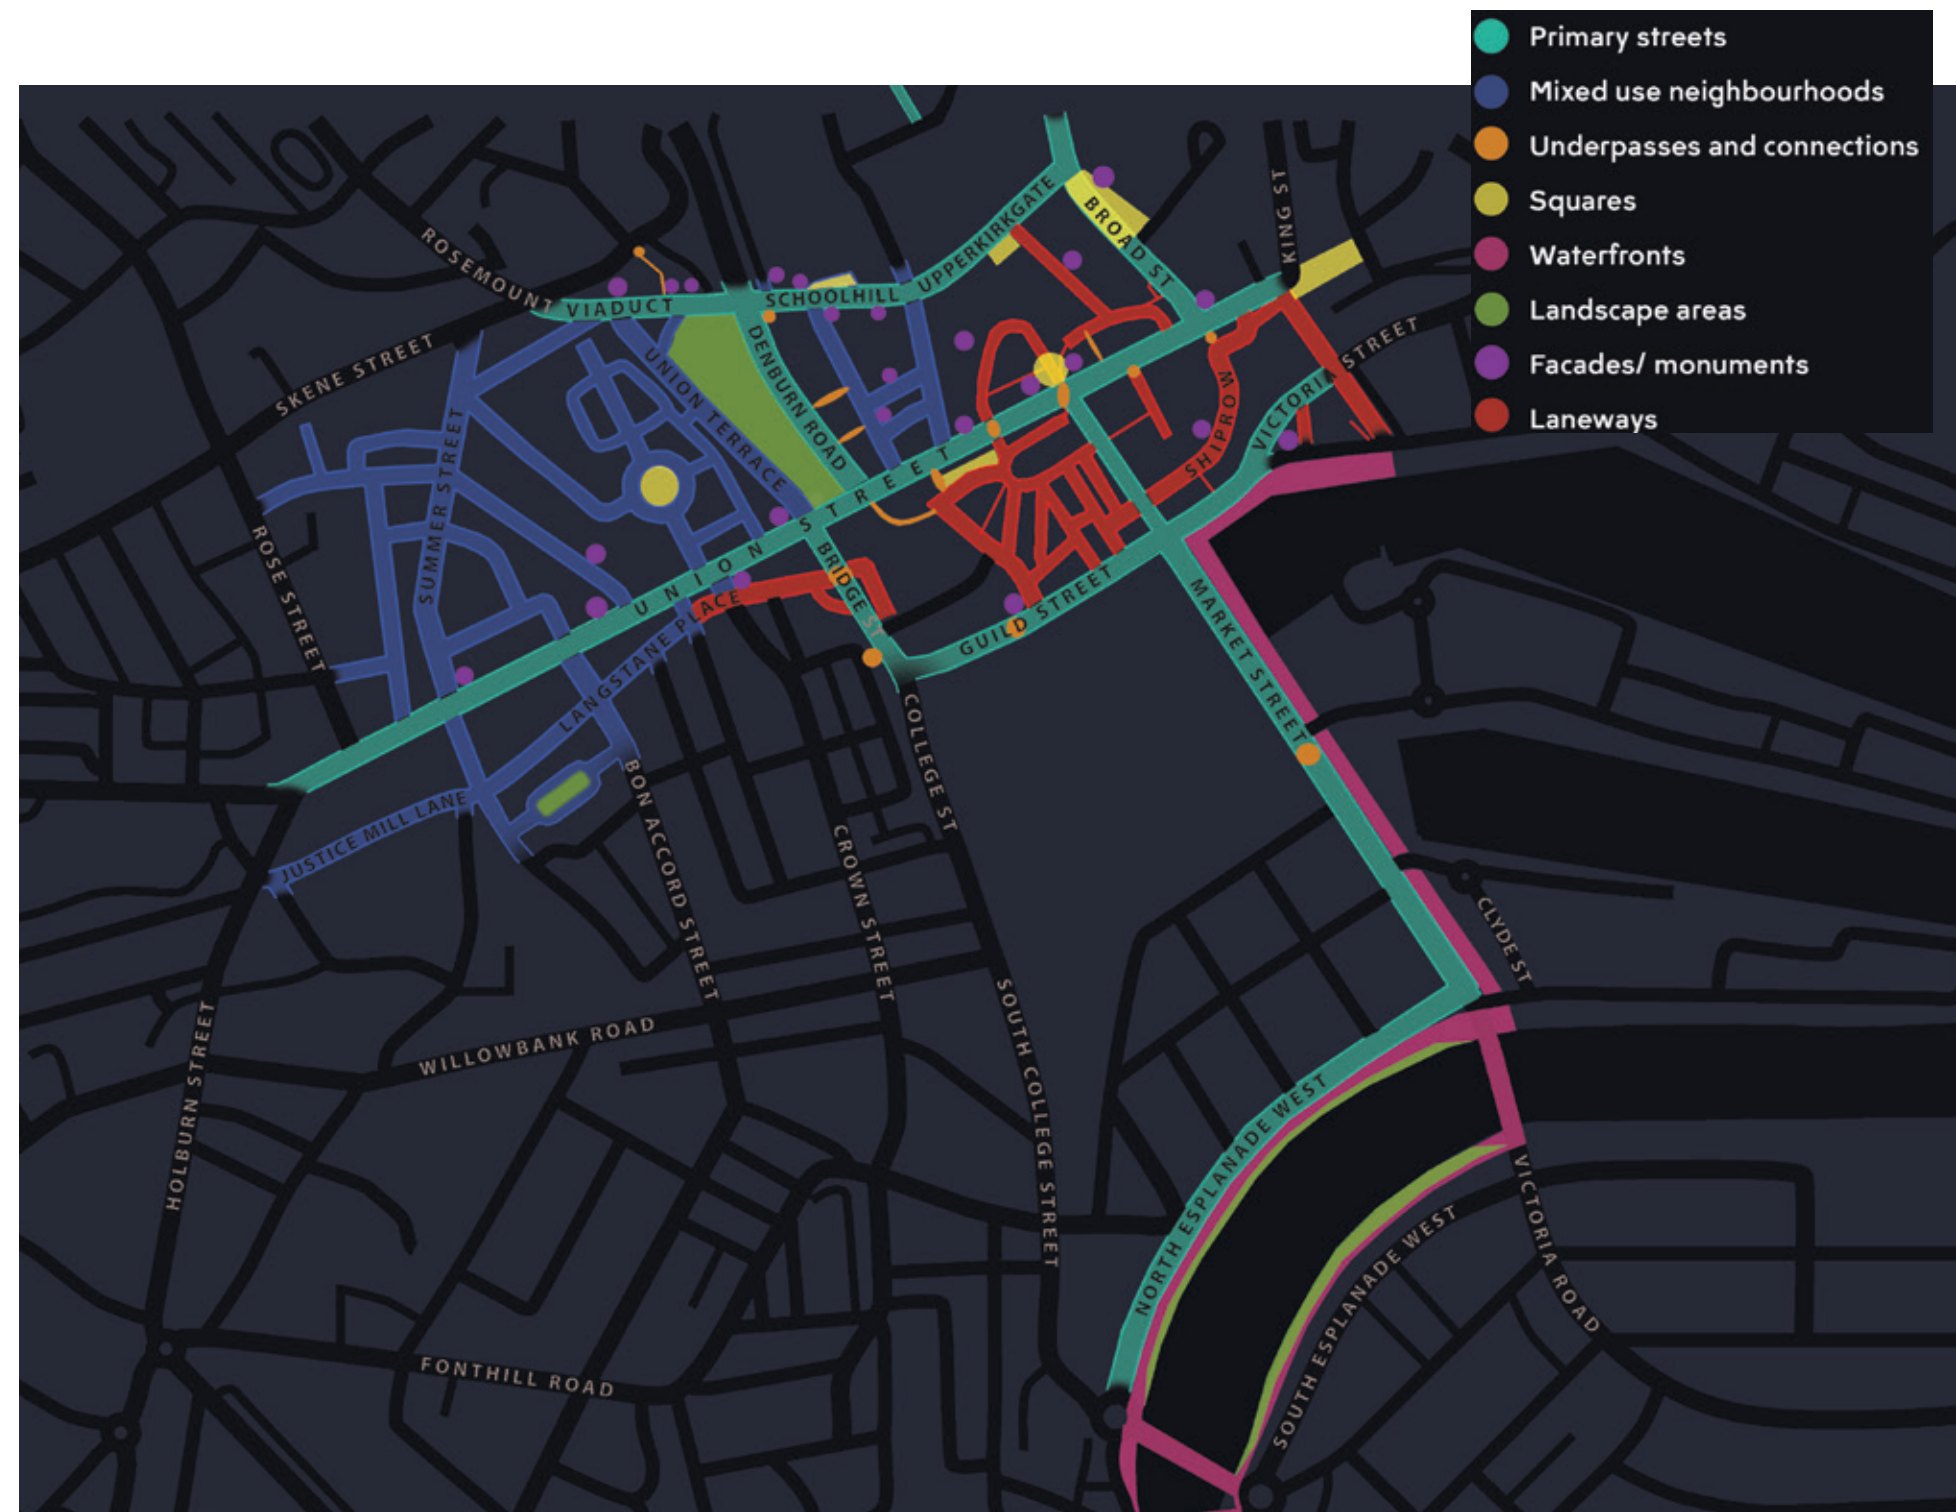 Primary streets
Mixed use neighbourhoods
Underpasses and connections
Squares
Waterfronts
Landscape areas
Facades/ monuments
Laneways
ROSEMOUNT VIADUCT
SCHOOLHILL
UPPERKIRKGATE
BROAD ST
KING ST
SKENE STREET
UNION TERRACE
DENBURN ROAD
VICTORIA STREET
SHIPROW
SUMMER STREET
ROSE STREET
UNION STREET
BRIDGE ST
LANGSTANE PLACE
GUILD STREET
MARKET STREET
JUSTICE MILL LANE
BON ACCORD STREET
COLLEGE ST
CROWN STREET
CLYDE ST
WILLOWBANK ROAD
HOLBURN STREET
SOUTH COLLEGE STREET
NORTH ESPLANADE WEST
SOUTH ESPLANADE WEST
VICTORIA ROAD
FONTHILL ROAD